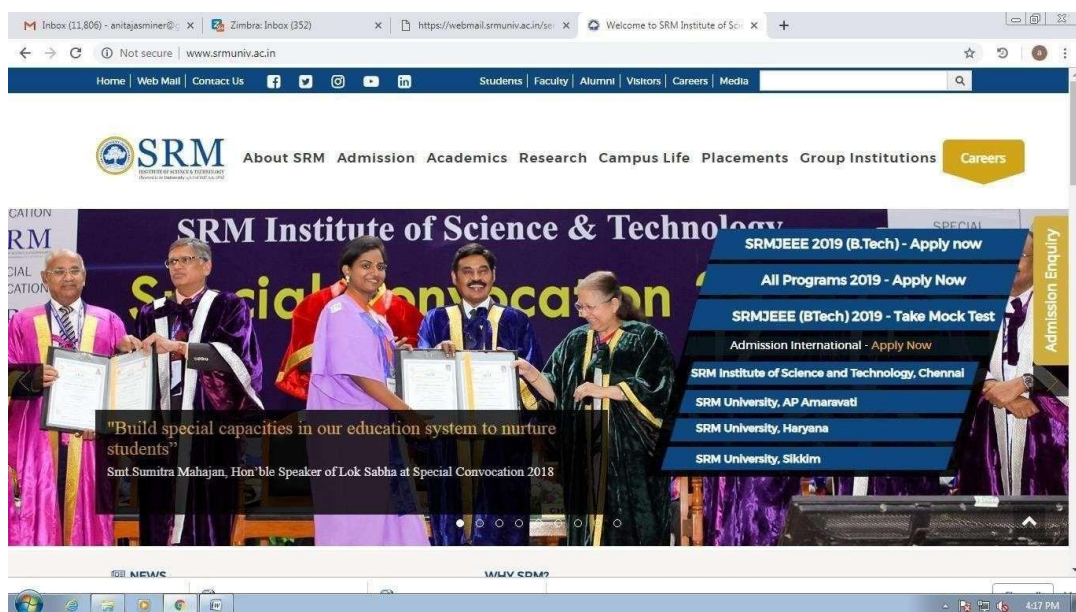 Inbox (11,806) - anitajasminer@
Zimbra: Inbox (352)
https://webmail.srmuniv.ac.in/se
Welcome to SRM Institute of Sci
Not secure | www.srmuniv.ac.in
a
Home | Web Mail | Contact Us
Students | Faculty | Alumni | Visitors | Careers | Media
SRM
INSTITUTE OF SCIENCE & TECHNOLOGY
About SRM Admission Academics Research Campus Life Placements Group Institutions
Careers
CATION
RM
SRM Institute of Science & Technology
SPECIAL
CIAL
CATION
SRMJEEE 2019 (B.Tech) - Apply now
All Programs 2019 - Apply Now
SRMJEEE (BTech) 2019 - Take Mock Test
Admission International - Apply Now
SRM Institute of Science and Technology, Chennai
SRM University, AP Amaravati
SRM University, Haryana
SRM University, Sikkim
Admission Enquiry
"Build special capacities in our education system to nurture
students”
Smt.Sumitra Mahajan, Hon’ble Speaker of Lok Sabha at Special Convocation 2018
NEWS
WHY SRM?
4:17 PM